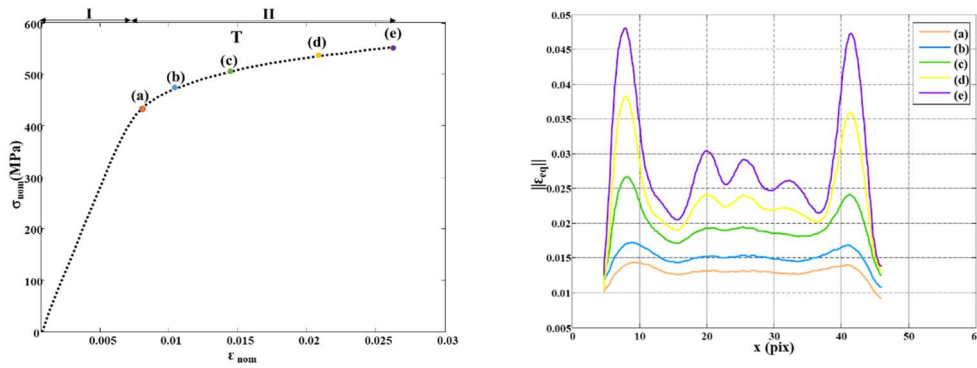 I II
600
T
(e)
(d)
(c)
500
(b)
(a)
400
σnom(MPa)
300
200
100
0
0.005 0.01 0.015 0.02 0.025 0.03
ε nom
0.05
(a)
0.045
(b)
(c)
0.04
(d)
(e)
0.035
||εeq||
0.03
0.025
0.02
0.015
0.01
0.005
0 10 20 30 40 50 6
x (pix)